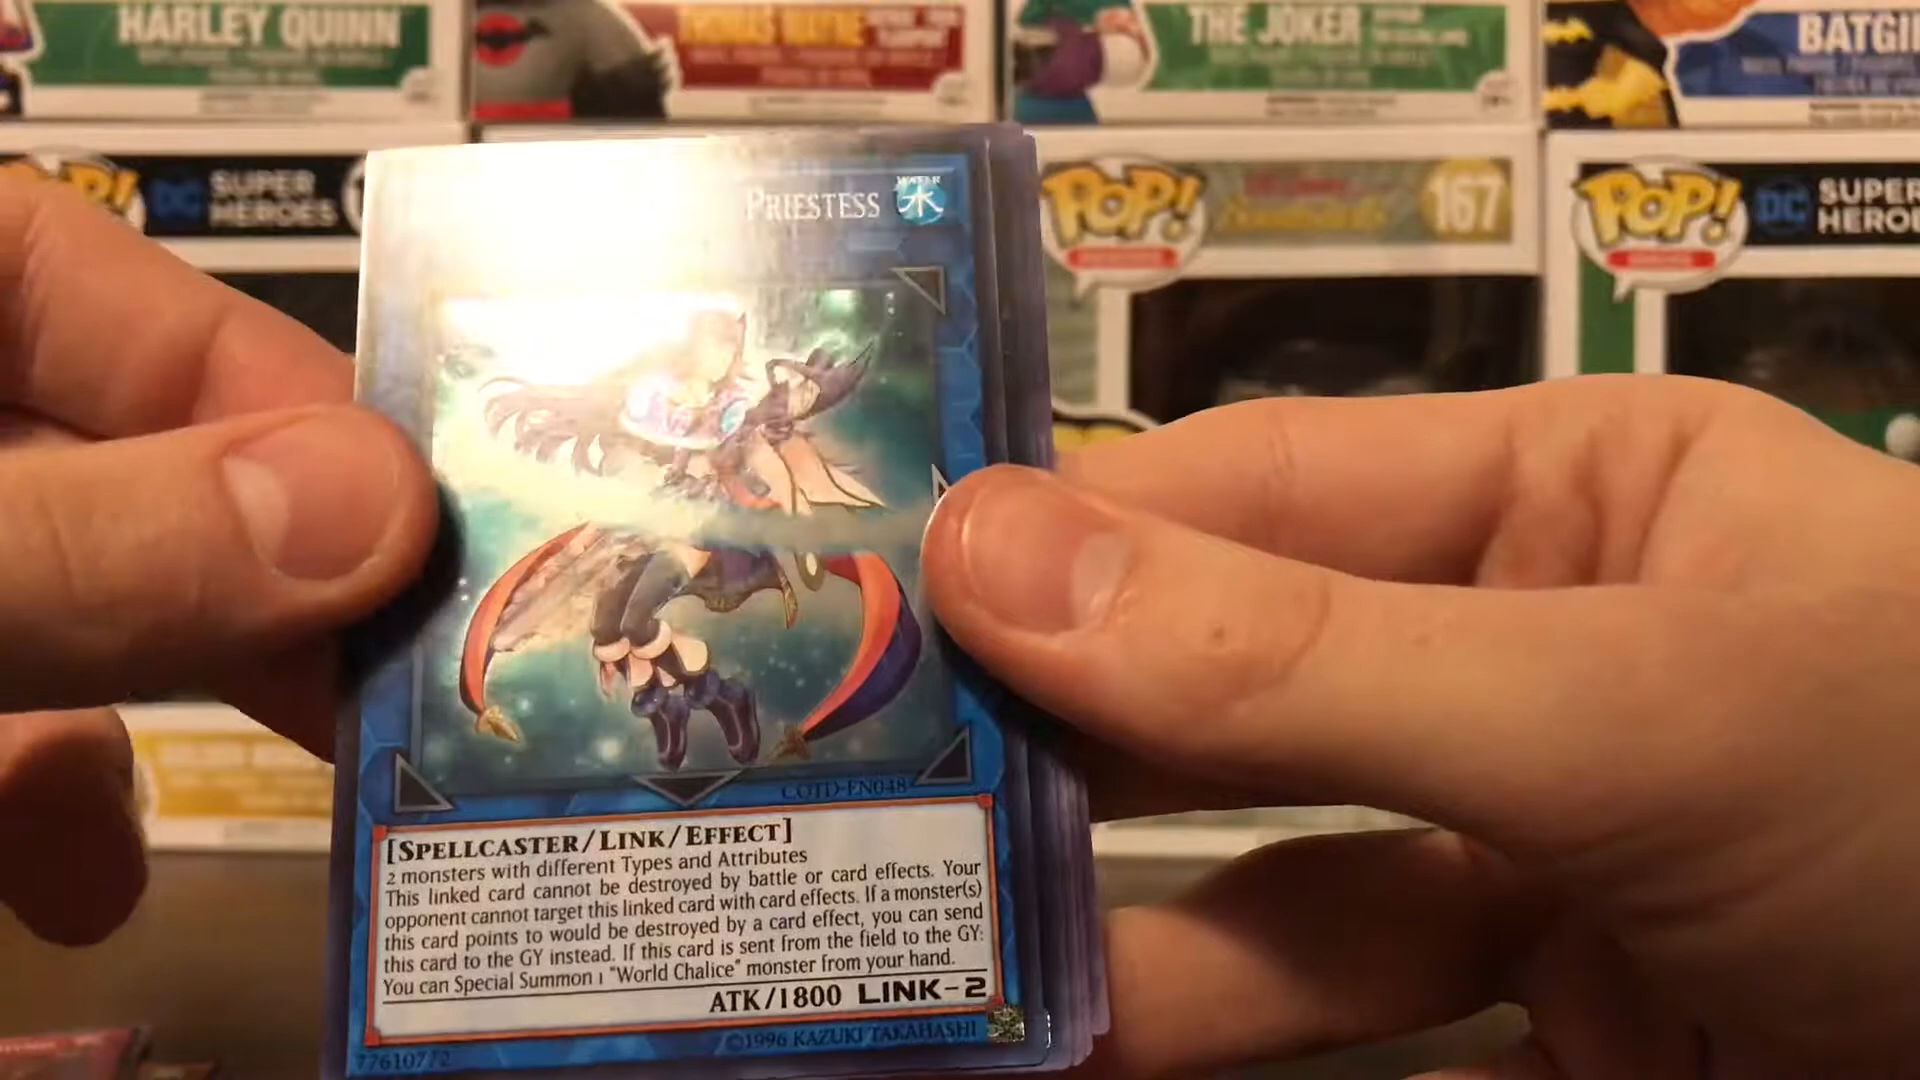 HARLEY QUINN
THE JOKER
BATGI
POP!
DC SUPER HEROES
POP!
167
POP!
DC SUPER HEROE
PRIESTESS
WATER
水
COTD-EN048
[SPELLCASTER/LINK/EFFECT]
2 monsters with different Types and Attributes
This linked card cannot be destroyed by battle or card effects. Your
opponent cannot target this linked card with card effects. If a monster(s)
this card points to would be destroyed by a card effect, you can send
this card to the GY instead. If this card is sent from the field to the GY:
You can Special Summon 1 "World Chalice" monster from your hand.
ATK/1800 LINK-2
77610772
©1996 KAZUKI TAKAHASHI